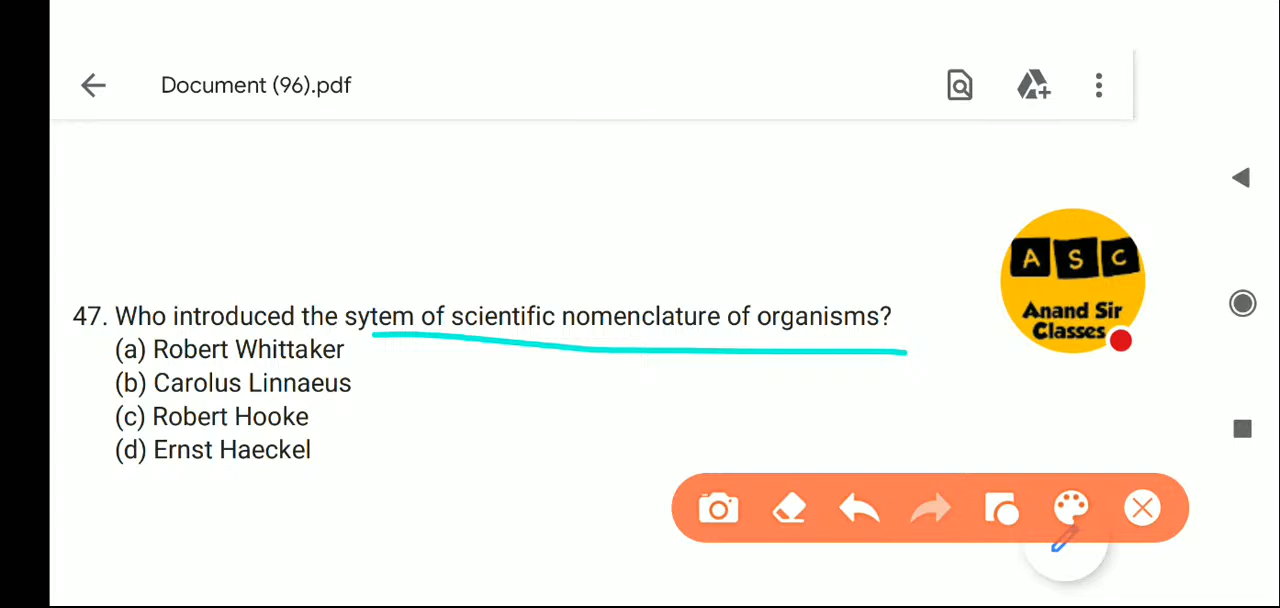 Document (96).pdf
A S C
Anand Sir
Classes
47. Who introduced the sytem of scientific nomenclature of organisms?
(a) Robert Whittaker
(b) Carolus Linnaeus
(c) Robert Hooke
(d) Ernst Haeckel